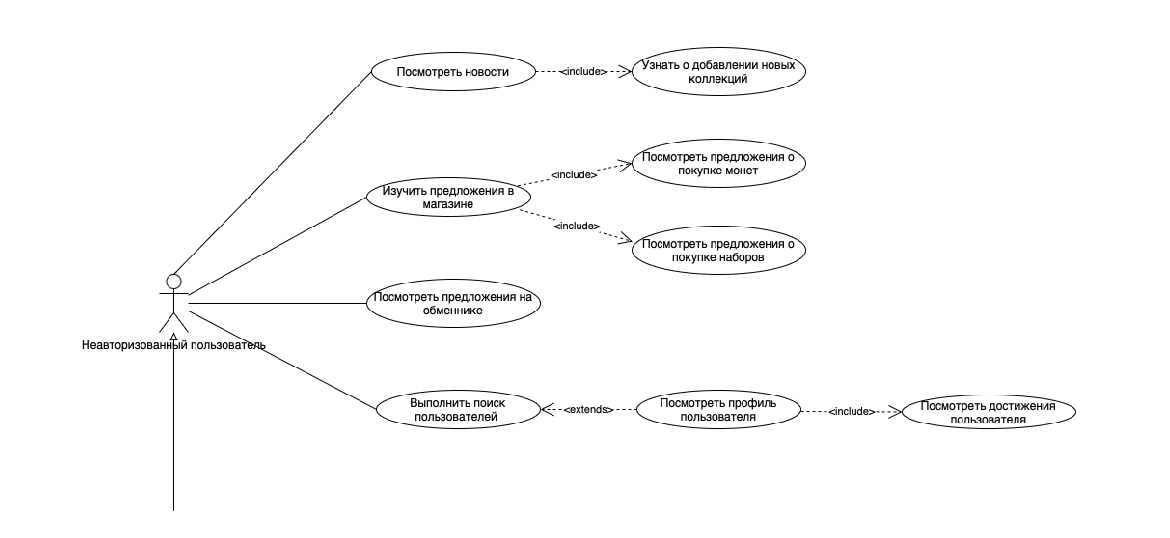 Посмотреть новости
<include>
Узнать о добавлении новых
коллекций
Посмотреть предложения о
покупке монет
<include>
Изучить предложения в
магазине
<include>
Посмотреть предложения о
покупке наборов
Посмотреть предложения на
обменнике
Неавторизованный пользователь
Выполнить поиск
пользователей
<extends>
Посмотреть профиль
пользователя
<include>
Посмотреть достижения
пользователя